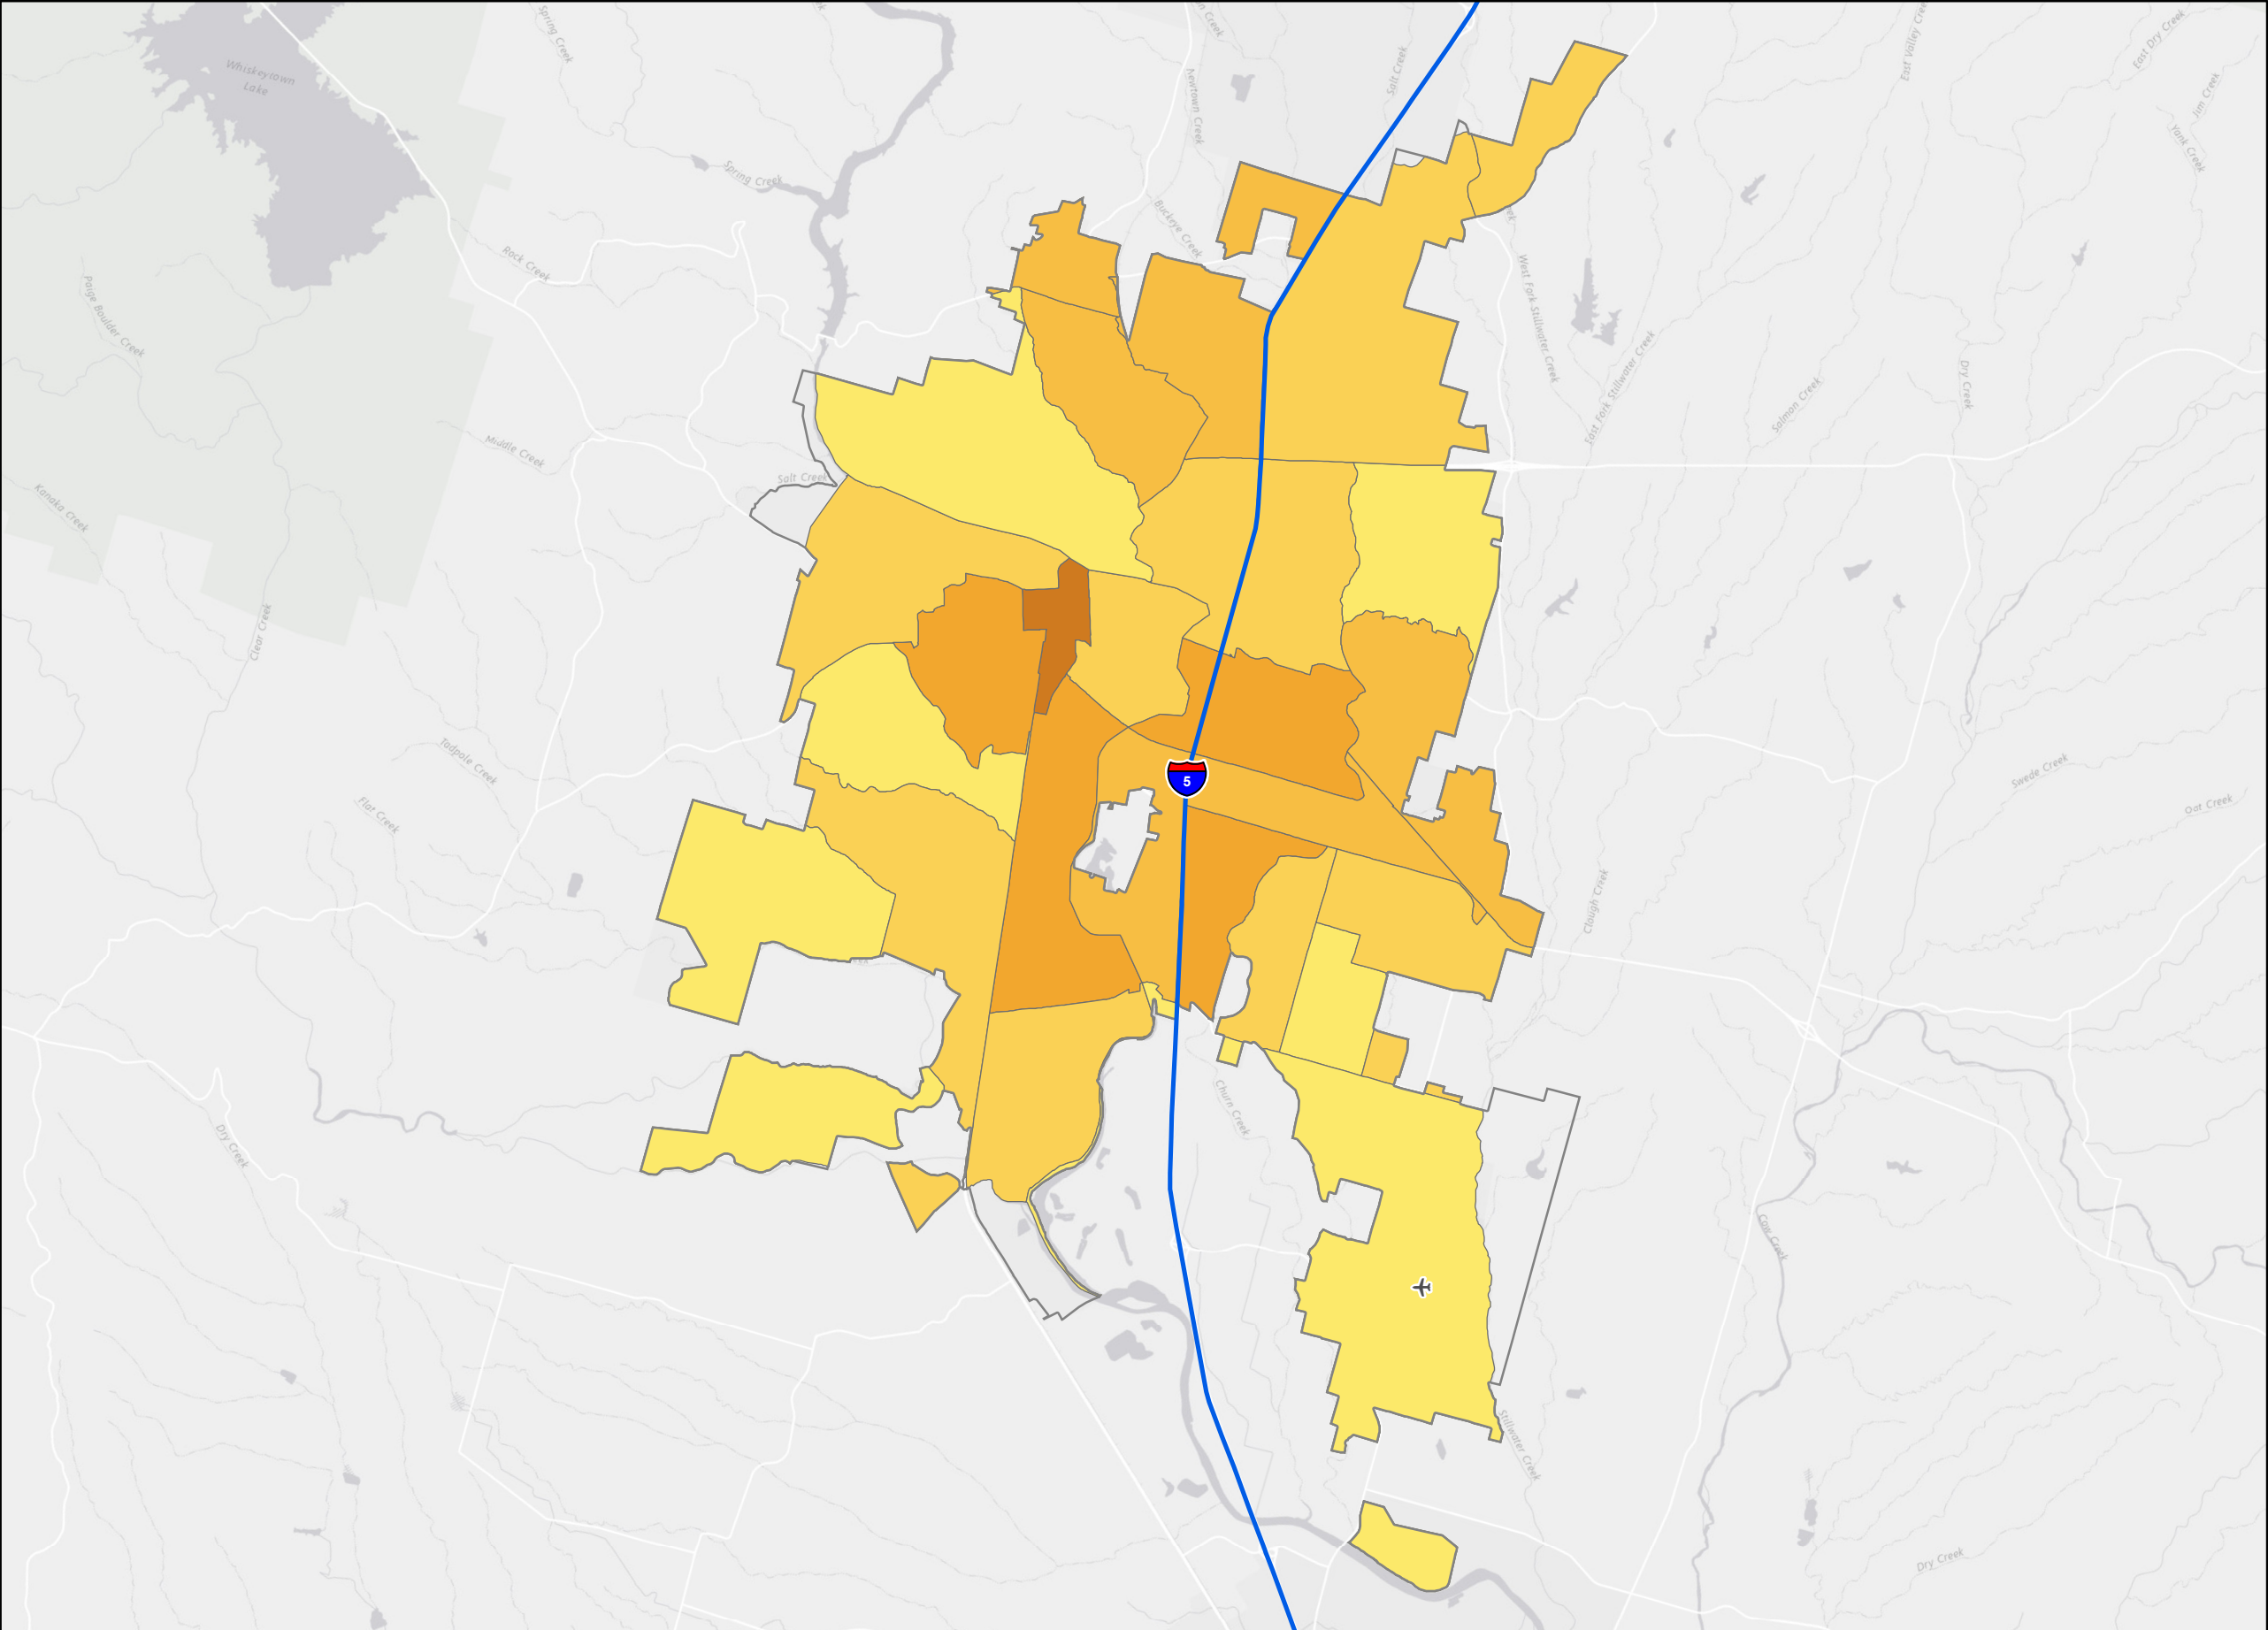 Spring Creek
Newtown Creek
Salt Creek
East Valley Creek
East Dry Creek
Jim Creek
Yank Creek
Whiskeytown
Lake
Spring Creek
Buckeye Creek
Rock Creek
West Fork Stillwater Creek
East Fork Stillwater Creek
Paige Boulder Creek
Dry Creek
Salmon Creek
Middle Creek
Salt Creek
Kanaka Creek
Clear Creek
Tadpole Creek
5
Swede Creek
Oat Creek
Flat Creek
Clough Creek
Churn Creek
Dry Creek
Cow Creek
Stillwater Creek
Dry Creek